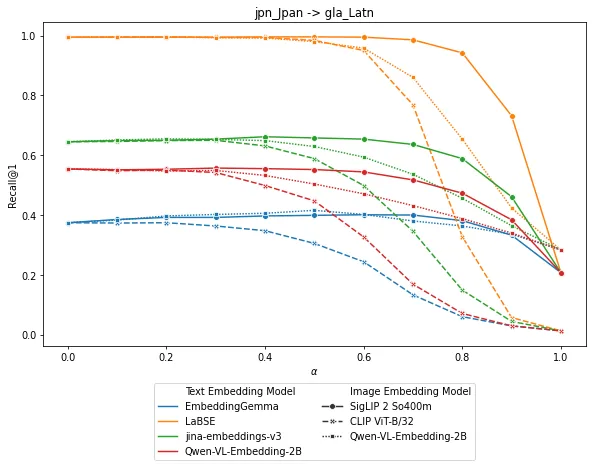 jpn_Jpan -> gla_Latn
Recall@1
1.0
0.8
0.6
0.4
0.2
0.0
0.0 0.2 0.4 0.6 0.8 1.0
α
Text Embedding Model
EmbeddingGemma
LaBSE
jina-embeddings-v3
Qwen-VL-Embedding-2B
Image Embedding Model
SigLIP 2 So400m
CLIP ViT-B/32
Qwen-VL-Embedding-2B